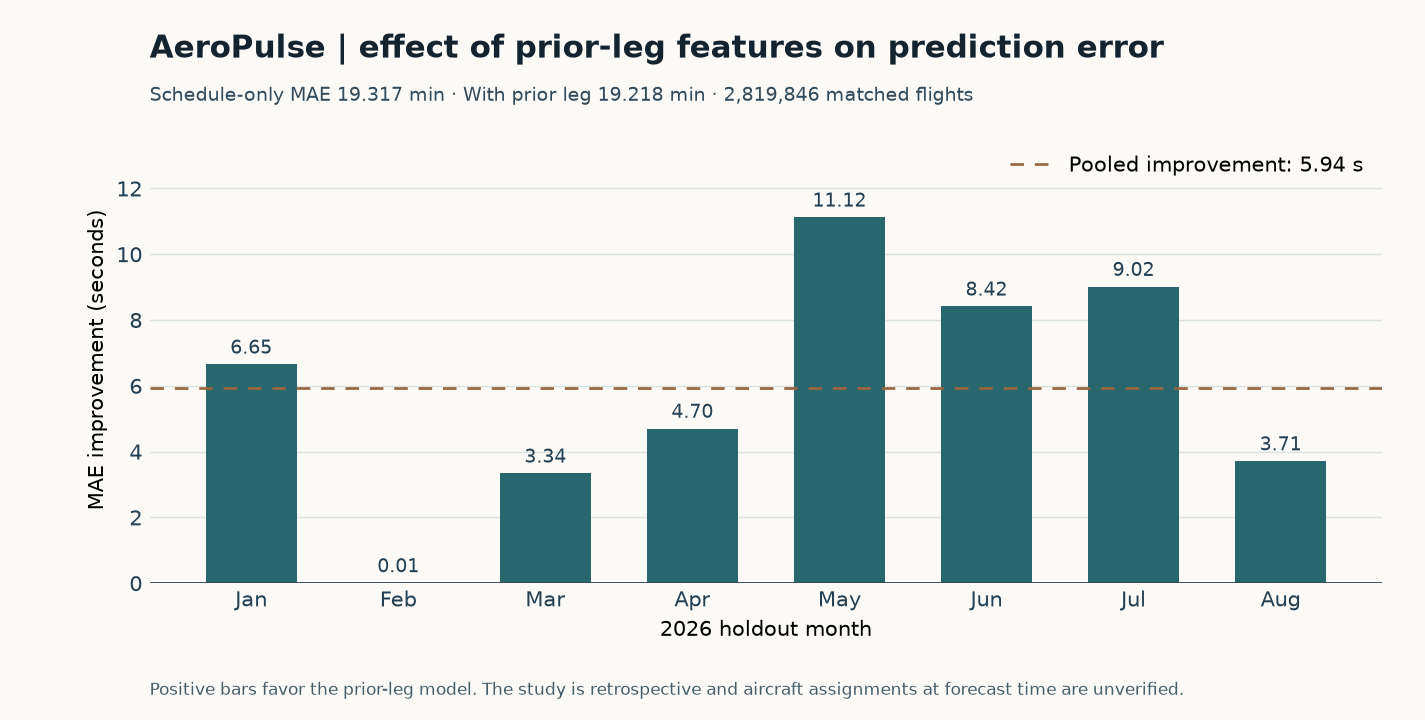 AeroPulse | effect of prior-leg features on prediction error
Schedule-only MAE 19.317 min · With prior leg 19.218 min · 2,819,846 matched flights
Pooled improvement: 5.94 s
MAE improvement (seconds)
12
10
8
6
4
2
0
6.65
0.01
3.34
4.70
11.12
8.42
9.02
3.71
Jan
Feb
Mar
Apr
May
Jun
Jul
Aug
2026 holdout month
Positive bars favor the prior-leg model. The study is retrospective and aircraft assignments at forecast time are unverified.